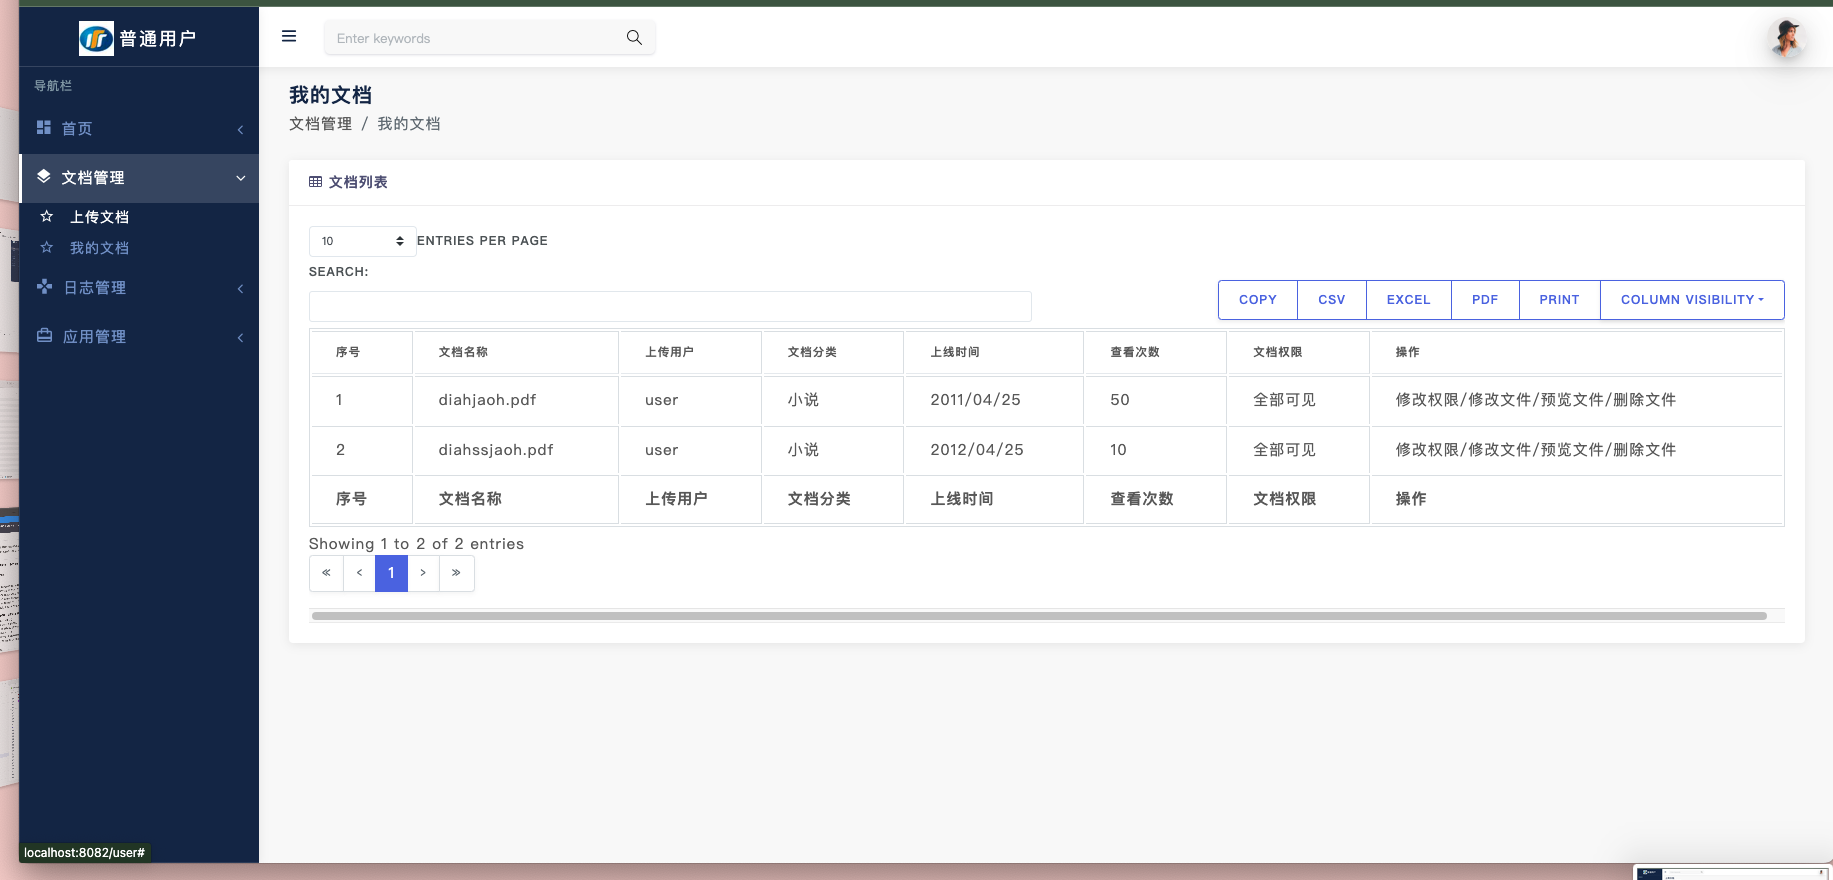 普通用户
Enter keywords
导航栏
首页
文档管理
上传文档
我的文档
日志管理
应用管理
我的文档
文档管理 / 我的文档
文档列表
10 ENTRIES PER PAGE
SEARCH:
COPY CSV EXCEL PDF PRINT COLUMN VISIBILITY
序号 文档名称 上传用户 文档分类 上线时间 查看次数 文档权限 操作
1 diahjaoh.pdf user 小说 2011/04/25 50 全部可见 修改权限/修改文件/预览文件/删除文件
2 diahssjaoh.pdf user 小说 2012/04/25 10 全部可见 修改权限/修改文件/预览文件/删除文件
序号 文档名称 上传用户 文档分类 上线时间 查看次数 文档权限 操作
Showing 1 to 2 of 2 entries
« ‹ 1 › »
localhost:8082/user#